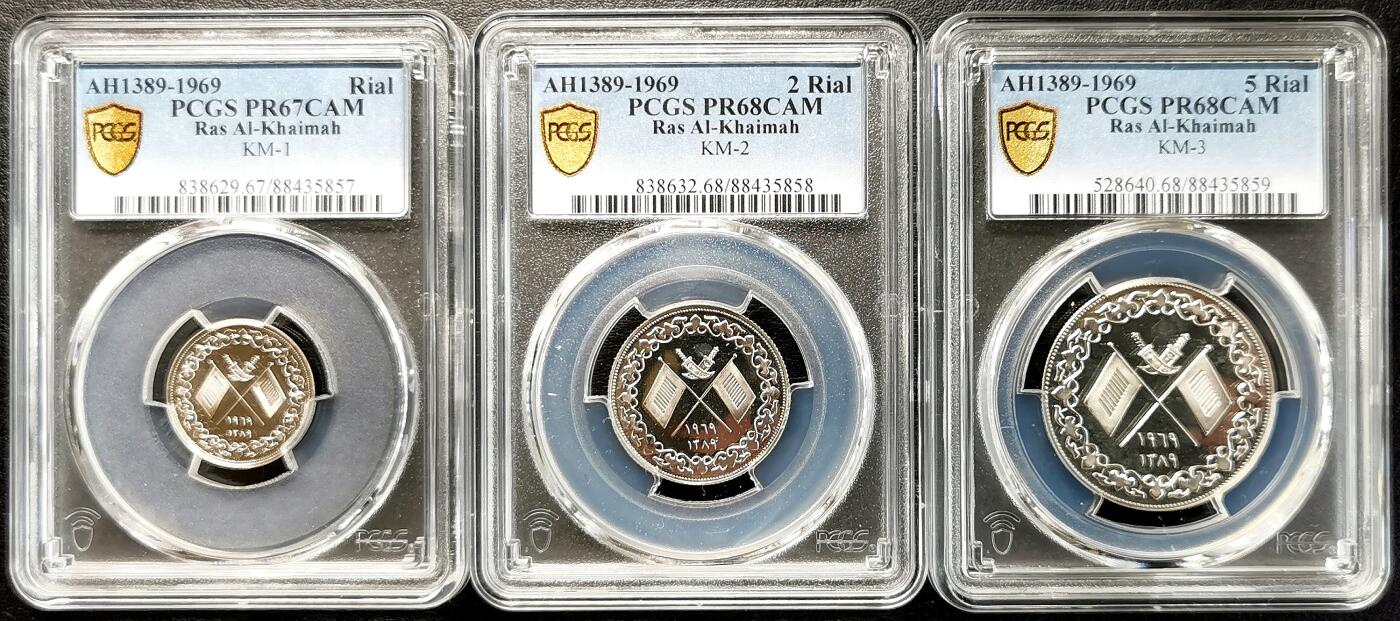 AH1389-1969 Rial
PCGS PR67CAM
Ras Al-Khaimah
KM-1
PCGS
838629.67/88435857
١٩٦٩
١٣٨٩
PCGS
AH1389-1969 2 Rial
PCGS PR68CAM
Ras Al-Khaimah
KM-2
PCGS
838632.68/88435858
١٩٦٩
١٣٨٩
PCGS
AH1389-1969 5 Rial
PCGS PR68CAM
Ras Al-Khaimah
KM-3
PCGS
528640.68/88435859
١٩٦٩
١٣٨٩
PCGS